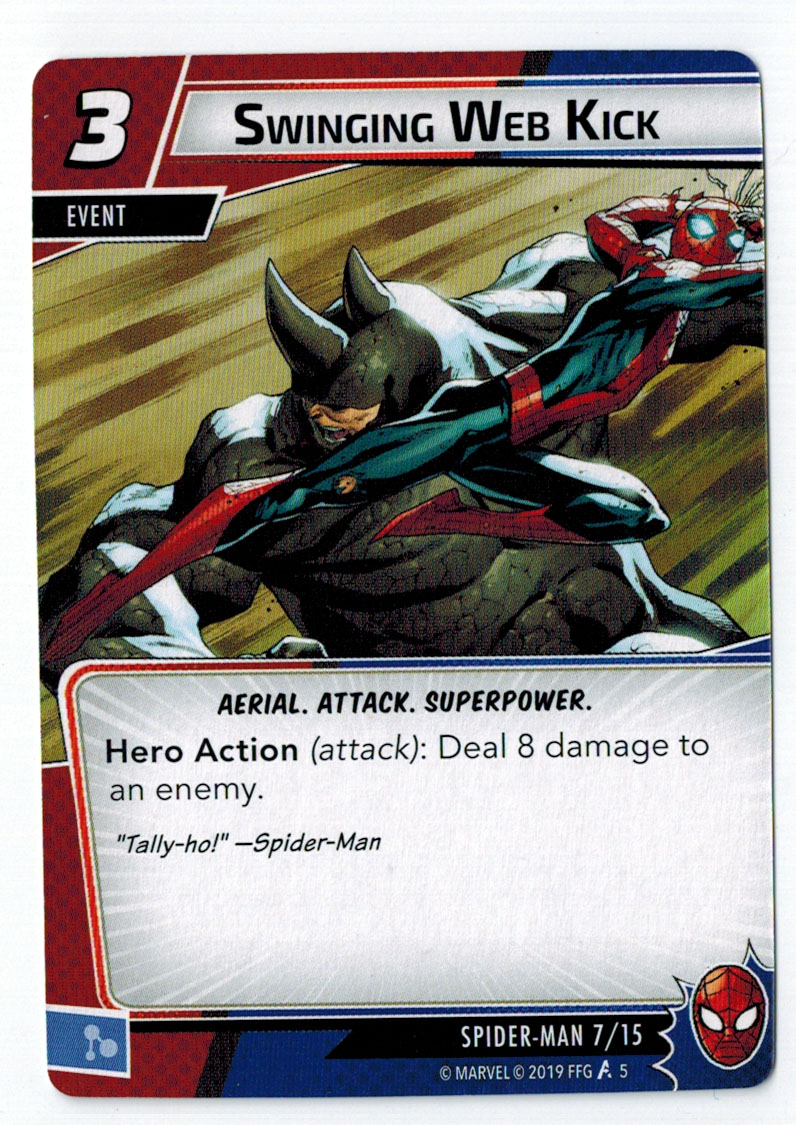 3
SWINGING WEB KICK
EVENT
AERIAL. ATTACK. SUPERPOWER.
Hero Action (attack): Deal 8 damage to
an enemy.
"Tally-ho!" —Spider-Man
SPIDER-MAN 7/15
© MARVEL © 2019 FFG A 5